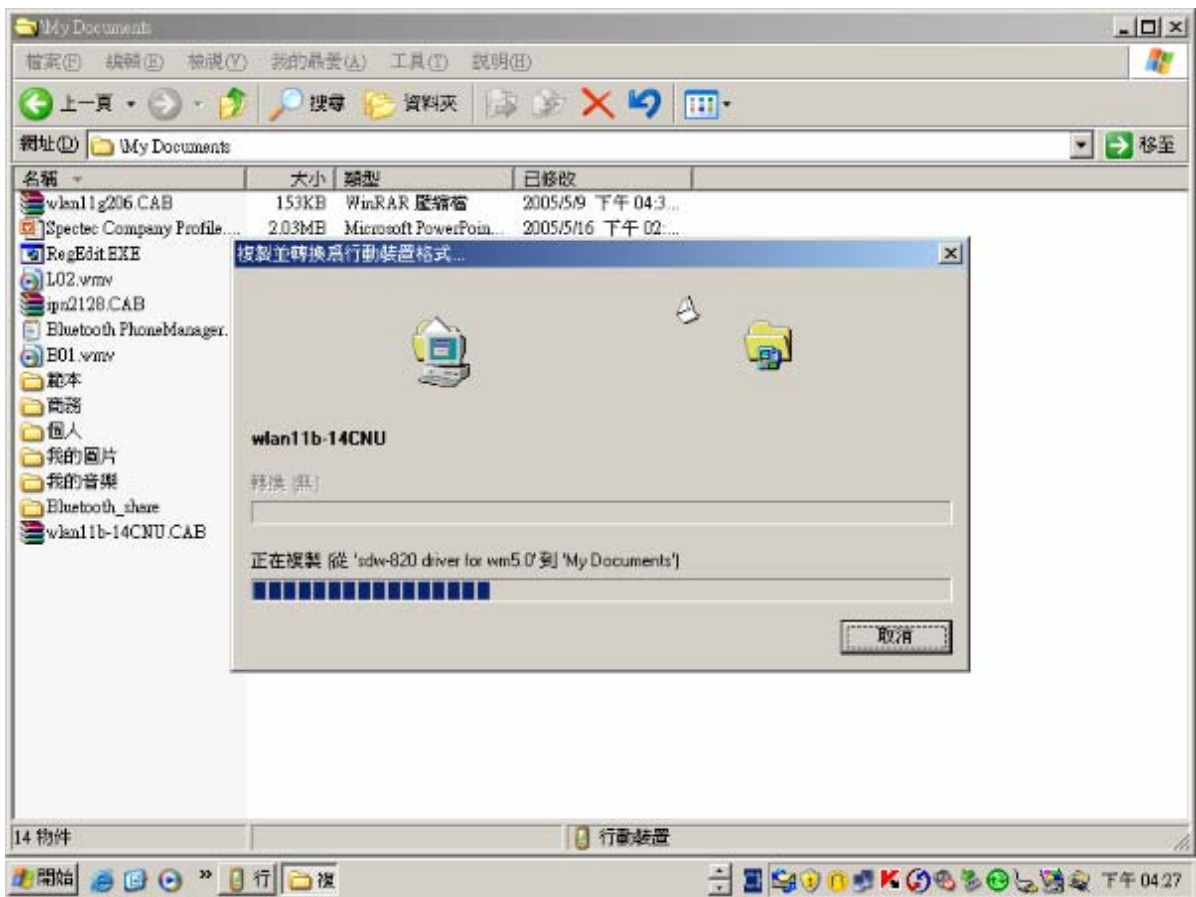 \My Documents
檔案(F) 編輯(E) 檢視(V) 我的最愛(A) 工具(T) 說明(H)
上一頁 搜尋 資料夾
網址(D) \My Documents 移至
名稱 大小 類型 已修改
wlan11g206.CAB 153KB WinRAR 壓縮檔 2005/5/9 下午 04:3...
Spectec Company Profile.... 2.03MB Microsoft PowerPoin... 2005/5/16 下午 02:...
RegEdit.EXE
L02.wmv
ipn2128.CAB
Bluetooth PhoneManager.
B01.wmv
範本
商務
個人
我的圖片
我的音樂
Bluetooth_share
wlan11b-14CNU.CAB
複製並轉換為行動裝置格式...
wlan11b-14CNU
轉換 [無]
正在複製 [從 'sdw-820 driver for wm5.0' 到 'My Documents']
取消
14 物件 行動裝置
開始 » 行 複 下午 04:27